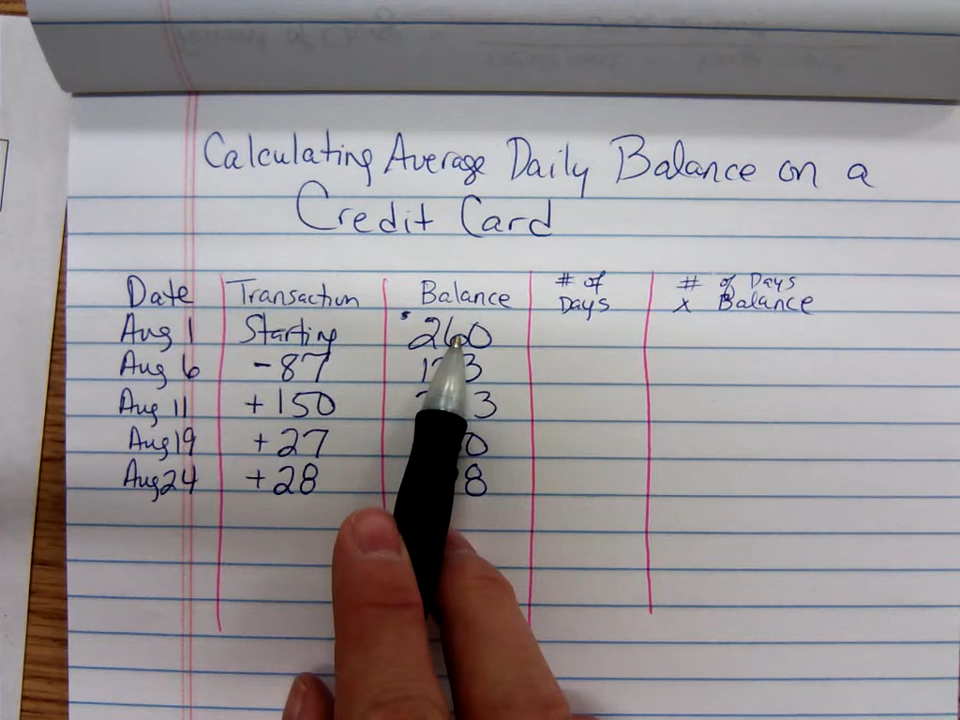 Calculating Average Daily Balance on a
Credit Card
Date Transaction Balance # of Days # of Days x Balance
Aug 1 Starting $260
Aug 6 -87
Aug 11 +150
Aug 19 +27
Aug 24 +28